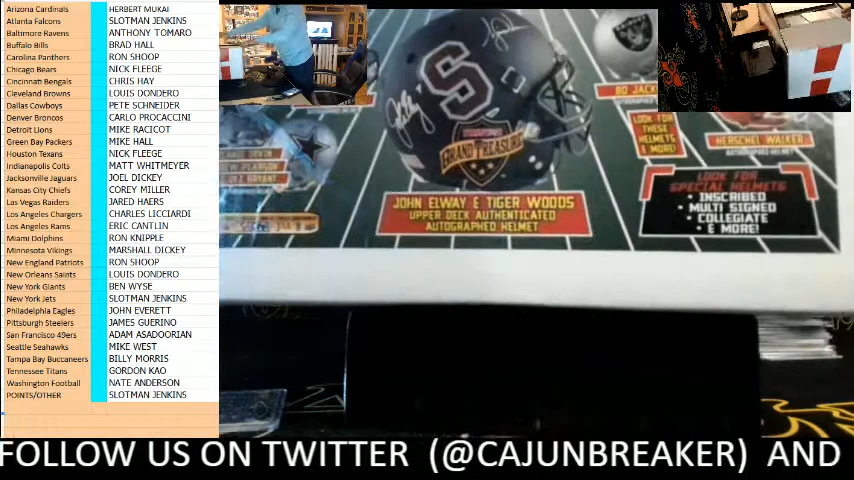 Arizona Cardinals HERBERT MUKAI
Atlanta Falcons SLOTMAN JENKINS
Baltimore Ravens ANTHONY TOMARO
Buffalo Bills BRAD HALL
Carolina Panthers RON SHOOP
Chicago Bears NICK FLEEGE
Cincinnati Bengals CHRIS HAY
Cleveland Browns LOUIS DONDERO
Dallas Cowboys PETE SCHNEIDER
Denver Broncos CARLO PROCACCINI
Detroit Lions MIKE RACICOT
Green Bay Packers MIKE HALL
Houston Texans NICK FLEEGE
Indianapolis Colts MATT WHITMEYER
Jacksonville Jaguars JOEL DICKEY
Kansas City Chiefs COREY MILLER
Las Vegas Raiders JARED HAERS
Los Angeles Chargers CHARLES LICCIARDI
Los Angeles Rams ERIC CANTLIN
Miami Dolphins RON KNIPPLE
Minnesota Vikings MARSHALL DICKEY
New England Patriots RON SHOOP
New Orleans Saints LOUIS DONDERO
New York Giants BEN WYSE
New York Jets SLOTMAN JENKINS
Philadelphia Eagles JOHN EVERETT
Pittsburgh Steelers JAMES GUERINO
San Francisco 49ers ADAM ASADOORIAN
Seattle Seahawks MIKE WEST
Tampa Bay Buccaneers BILLY MORRIS
Tennessee Titans GORDON KAO
Washington Football NATE ANDERSON
POINTS/OTHER SLOTMAN JENKINS
S
GRAND TREASURE
JOHN ELWAY & TIGER WOODS
UPPER DECK AUTHENTICATED
AUTOGRAPHED HELMET
BO JACK
LOOK FOR
THESE
HELMETS
& MORE!
HERSCHEL WALKER
AUTOGRAPHED HELMET
LOOK FOR
SPECIAL HELMETS
• INSCRIBED
• MULTI SIGNED
• COLLEGIATE
• & MORE!
FOLLOW US ON TWITTER (@CAJUNBREAKER) AND